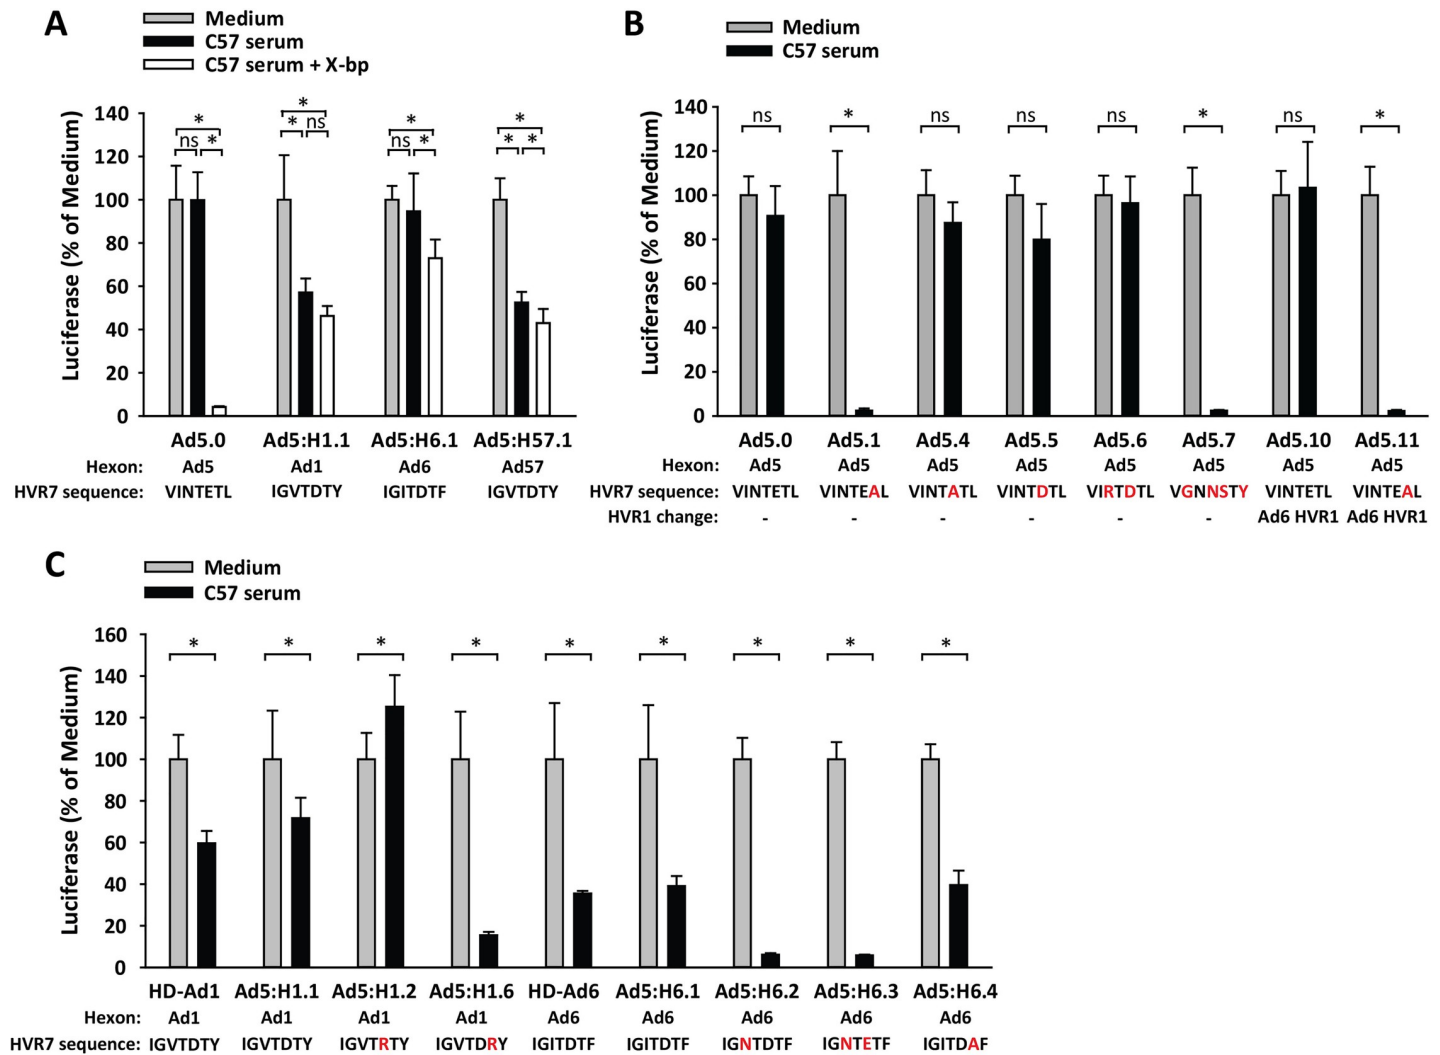 A
Medium
C57 serum
C57 serum + X-bp
Luciferase (% of Medium)
140
120
100
80
60
40
20
0
* ns *
* * ns
* ns *
* * *
Ad5.0 Ad5:H1.1 Ad5:H6.1 Ad5:H57.1
Hexon: Ad5 Ad1 Ad6 Ad57
HVR7 sequence: VINTETL IGVTDTY IGITDTF IGVTDTY
B
Medium
C57 serum
Luciferase (% of Medium)
140
120
100
80
60
40
20
0
ns * ns ns ns * ns *
Ad5.0 Ad5.1 Ad5.4 Ad5.5 Ad5.6 Ad5.7 Ad5.10 Ad5.11
Hexon: Ad5 Ad5 Ad5 Ad5 Ad5 Ad5 Ad5 Ad5
HVR7 sequence: VINTETL VINTEAL VINTATL VINTDTL VIRTDTL VGNNSTY VINTETL VINTEAL
HVR1 change: - - - - - - Ad6 HVR1 Ad6 HVR1
C
Medium
C57 serum
Luciferase (% of Medium)
160
140
120
100
80
60
40
20
0
* * * * * * * * *
HD-Ad1 Ad5:H1.1 Ad5:H1.2 Ad5:H1.6 HD-Ad6 Ad5:H6.1 Ad5:H6.2 Ad5:H6.3 Ad5:H6.4
Hexon: Ad1 Ad1 Ad1 Ad1 Ad6 Ad6 Ad6 Ad6 Ad6
HVR7 sequence: IGVTDTY IGVTDTY IGVTRTY IGVTDRY IGITDTF IGITDTF IGNTDTF IGNTETF IGITDAF